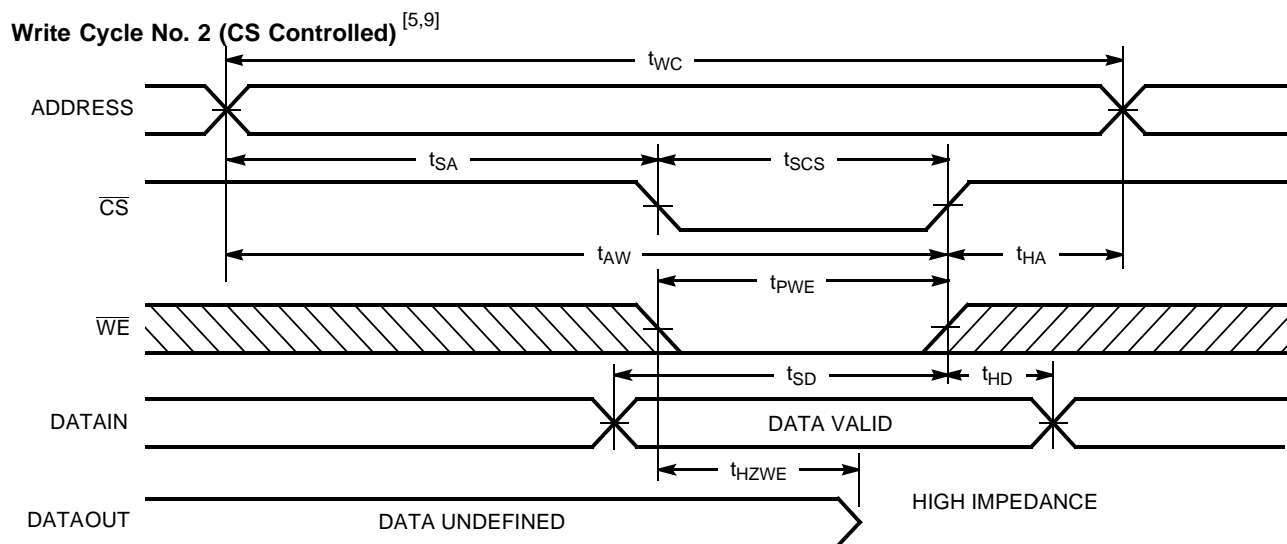 Write Cycle No. 2 (CS Controlled) [5,9]
tWC
ADDRESS
tSA
tSCS
CS
tAW
tHA
tPWE
WE
tSD
tHD
DATAIN
DATA VALID
tHZWE
HIGH IMPEDANCE
DATAOUT
DATA UNDEFINED